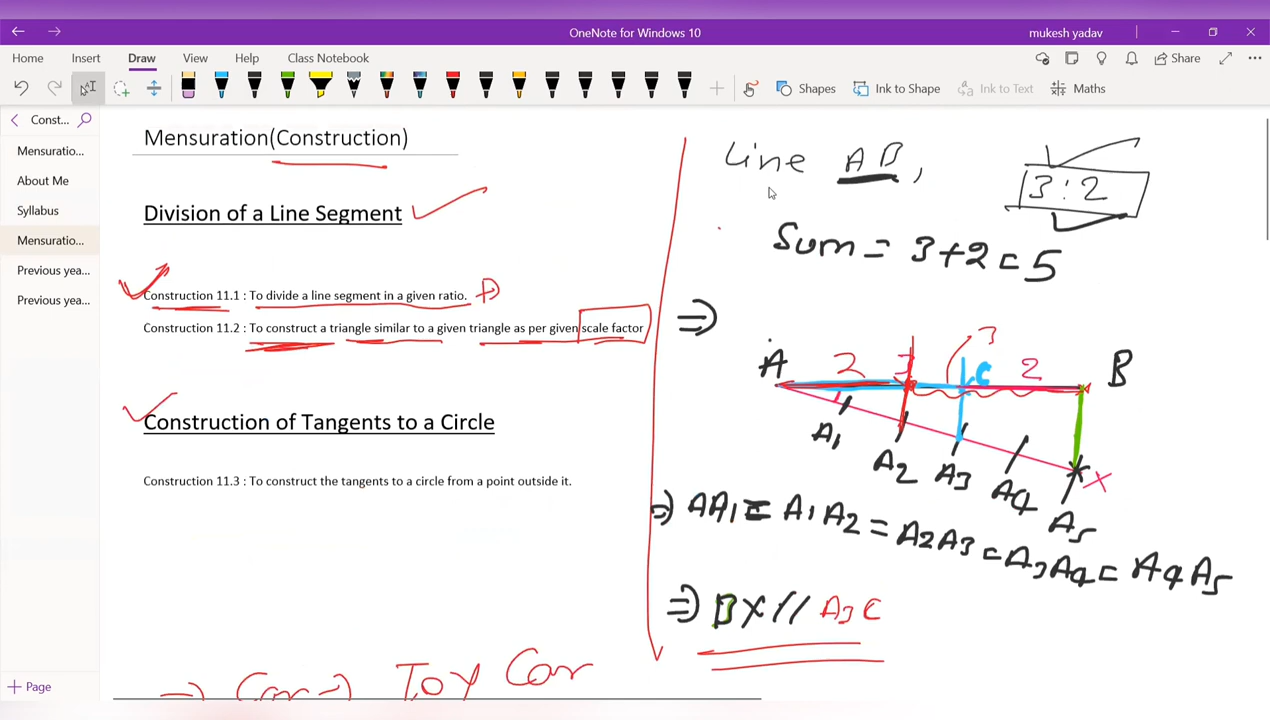 OneNote for Windows 10
mukesh yadav
Home Insert Draw View Help Class Notebook
Share
Shapes Ink to Shape Ink to Text Maths
Const...
Mensuratio...
About Me
Syllabus
Mensuratio...
Previous yea...
Previous yea...
Page
Mensuration(Construction)
Division of a Line Segment
Construction 11.1 : To divide a line segment in a given ratio.
Construction 11.2 : To construct a triangle similar to a given triangle as per given scale factor
Construction of Tangents to a Circle
Construction 11.3 : To construct the tangents to a circle from a point outside it.
=) Car -) Toy Car
Line AB, 3:2
Sum = 3+2=5
=>
A 2 3 3 C 2 B
A1 A2 A3 A4 A5 X
=) AA1 = A1A2 = A2A3 = A3A4 = A4A5
=) BX // A3C